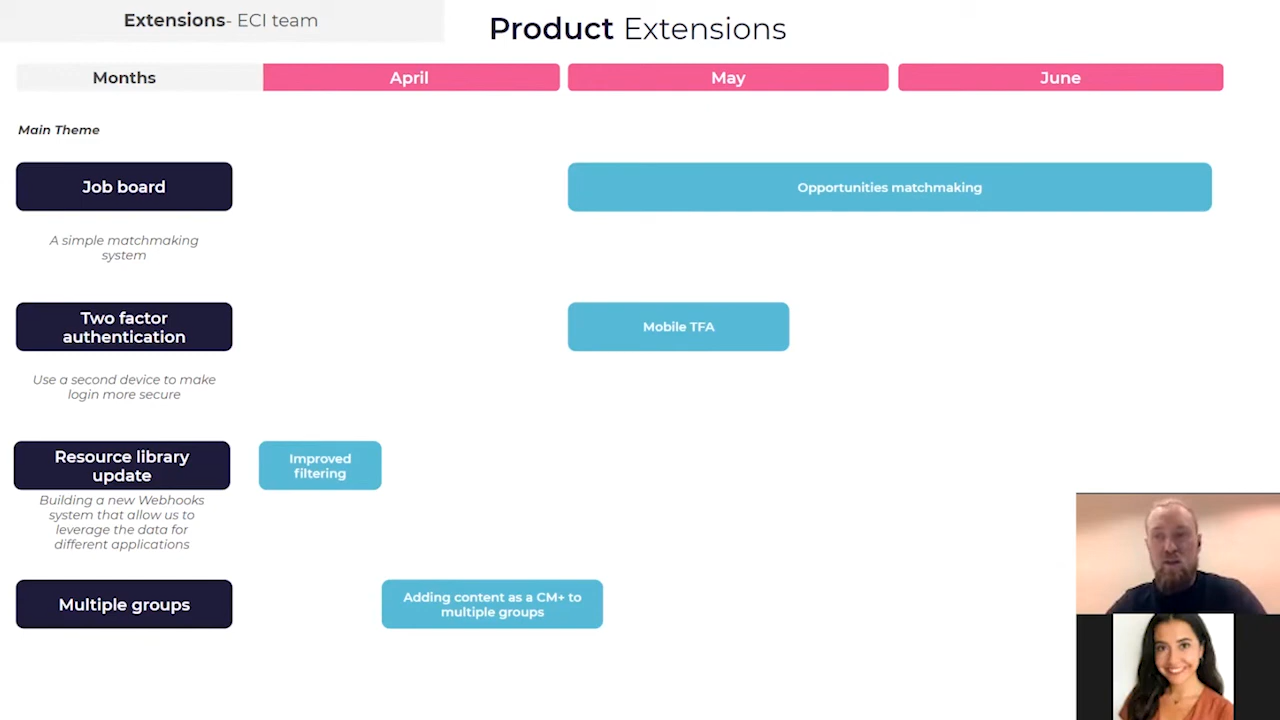 Extensions- ECI team
Product Extensions
Months
April
May
June
Main Theme
Job board
Opportunities matchmaking
A simple matchmaking
system
Two factor
authentication
Mobile TFA
Use a second device to make
login more secure
Resource library
update
Improved
filtering
Building a new Webhooks
system that allow us to
leverage the data for
different applications
Multiple groups
Adding content as a CM+ to
multiple groups